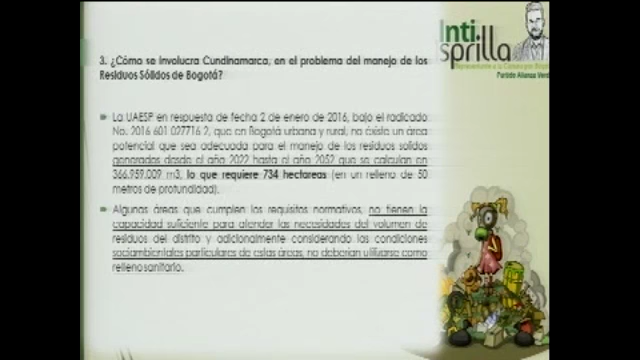 Inti
sprilla
Representante a la Cámara por Bogotá
Partido Alianza Verde
3. ¿Cómo se involucra Cundinamarca, en el problema del manejo de los
Residuos Sólidos de Bogotá?
La UAESP en respuesta de fecha 2 de enero de 2016, bajo el radicado
No. 2016 601 027716 2, que en Bogotá urbana y rural, no existe un área
potencial que sea adecuada para el manejo de los residuos solidos
generados desde el año 2022 hasta el año 2052 que se calculan en
366.959.009 m3, lo que requiere 734 hectareas (en un relleno de 50
metros de profundidad).
Algunas áreas que cumplen los requisitos normativos, no tienen la
capacidad suficiente para atender las necesidades del volumen de
residuos del distrito y adicionalmente considerando las condiciones
socioambientales particulares de estas áreas, no deberían utilizarse como
relleno sanitario.